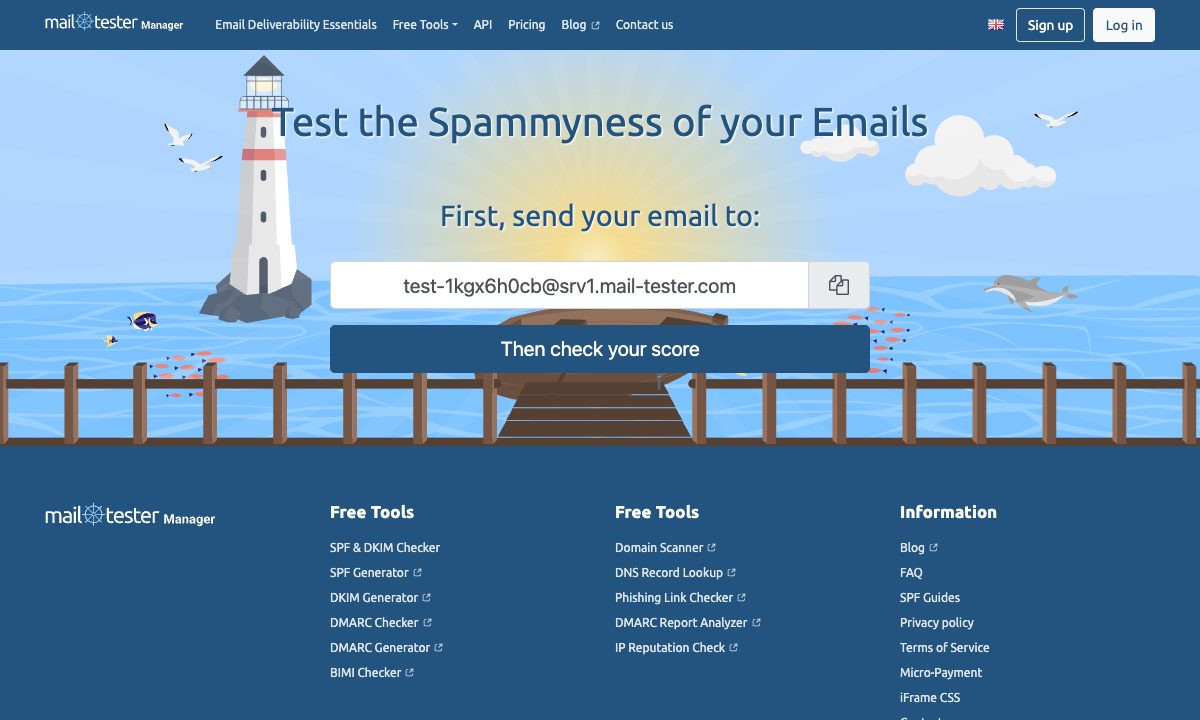 mail tester Manager
Email Deliverability Essentials
Free Tools
API
Pricing
Blog
Contact us
Sign up
Log in
Test the Spammyness of your Emails
First, send your email to:
test-1kgx6h0cb@srv1.mail-tester.com
Then check your score
mail tester Manager
Free Tools
SPF & DKIM Checker
SPF Generator
DKIM Generator
DMARC Checker
DMARC Generator
BIMI Checker
Free Tools
Domain Scanner
DNS Record Lookup
Phishing Link Checker
DMARC Report Analyzer
IP Reputation Check
Information
Blog
FAQ
SPF Guides
Privacy policy
Terms of Service
Micro-Payment
iFrame CSS